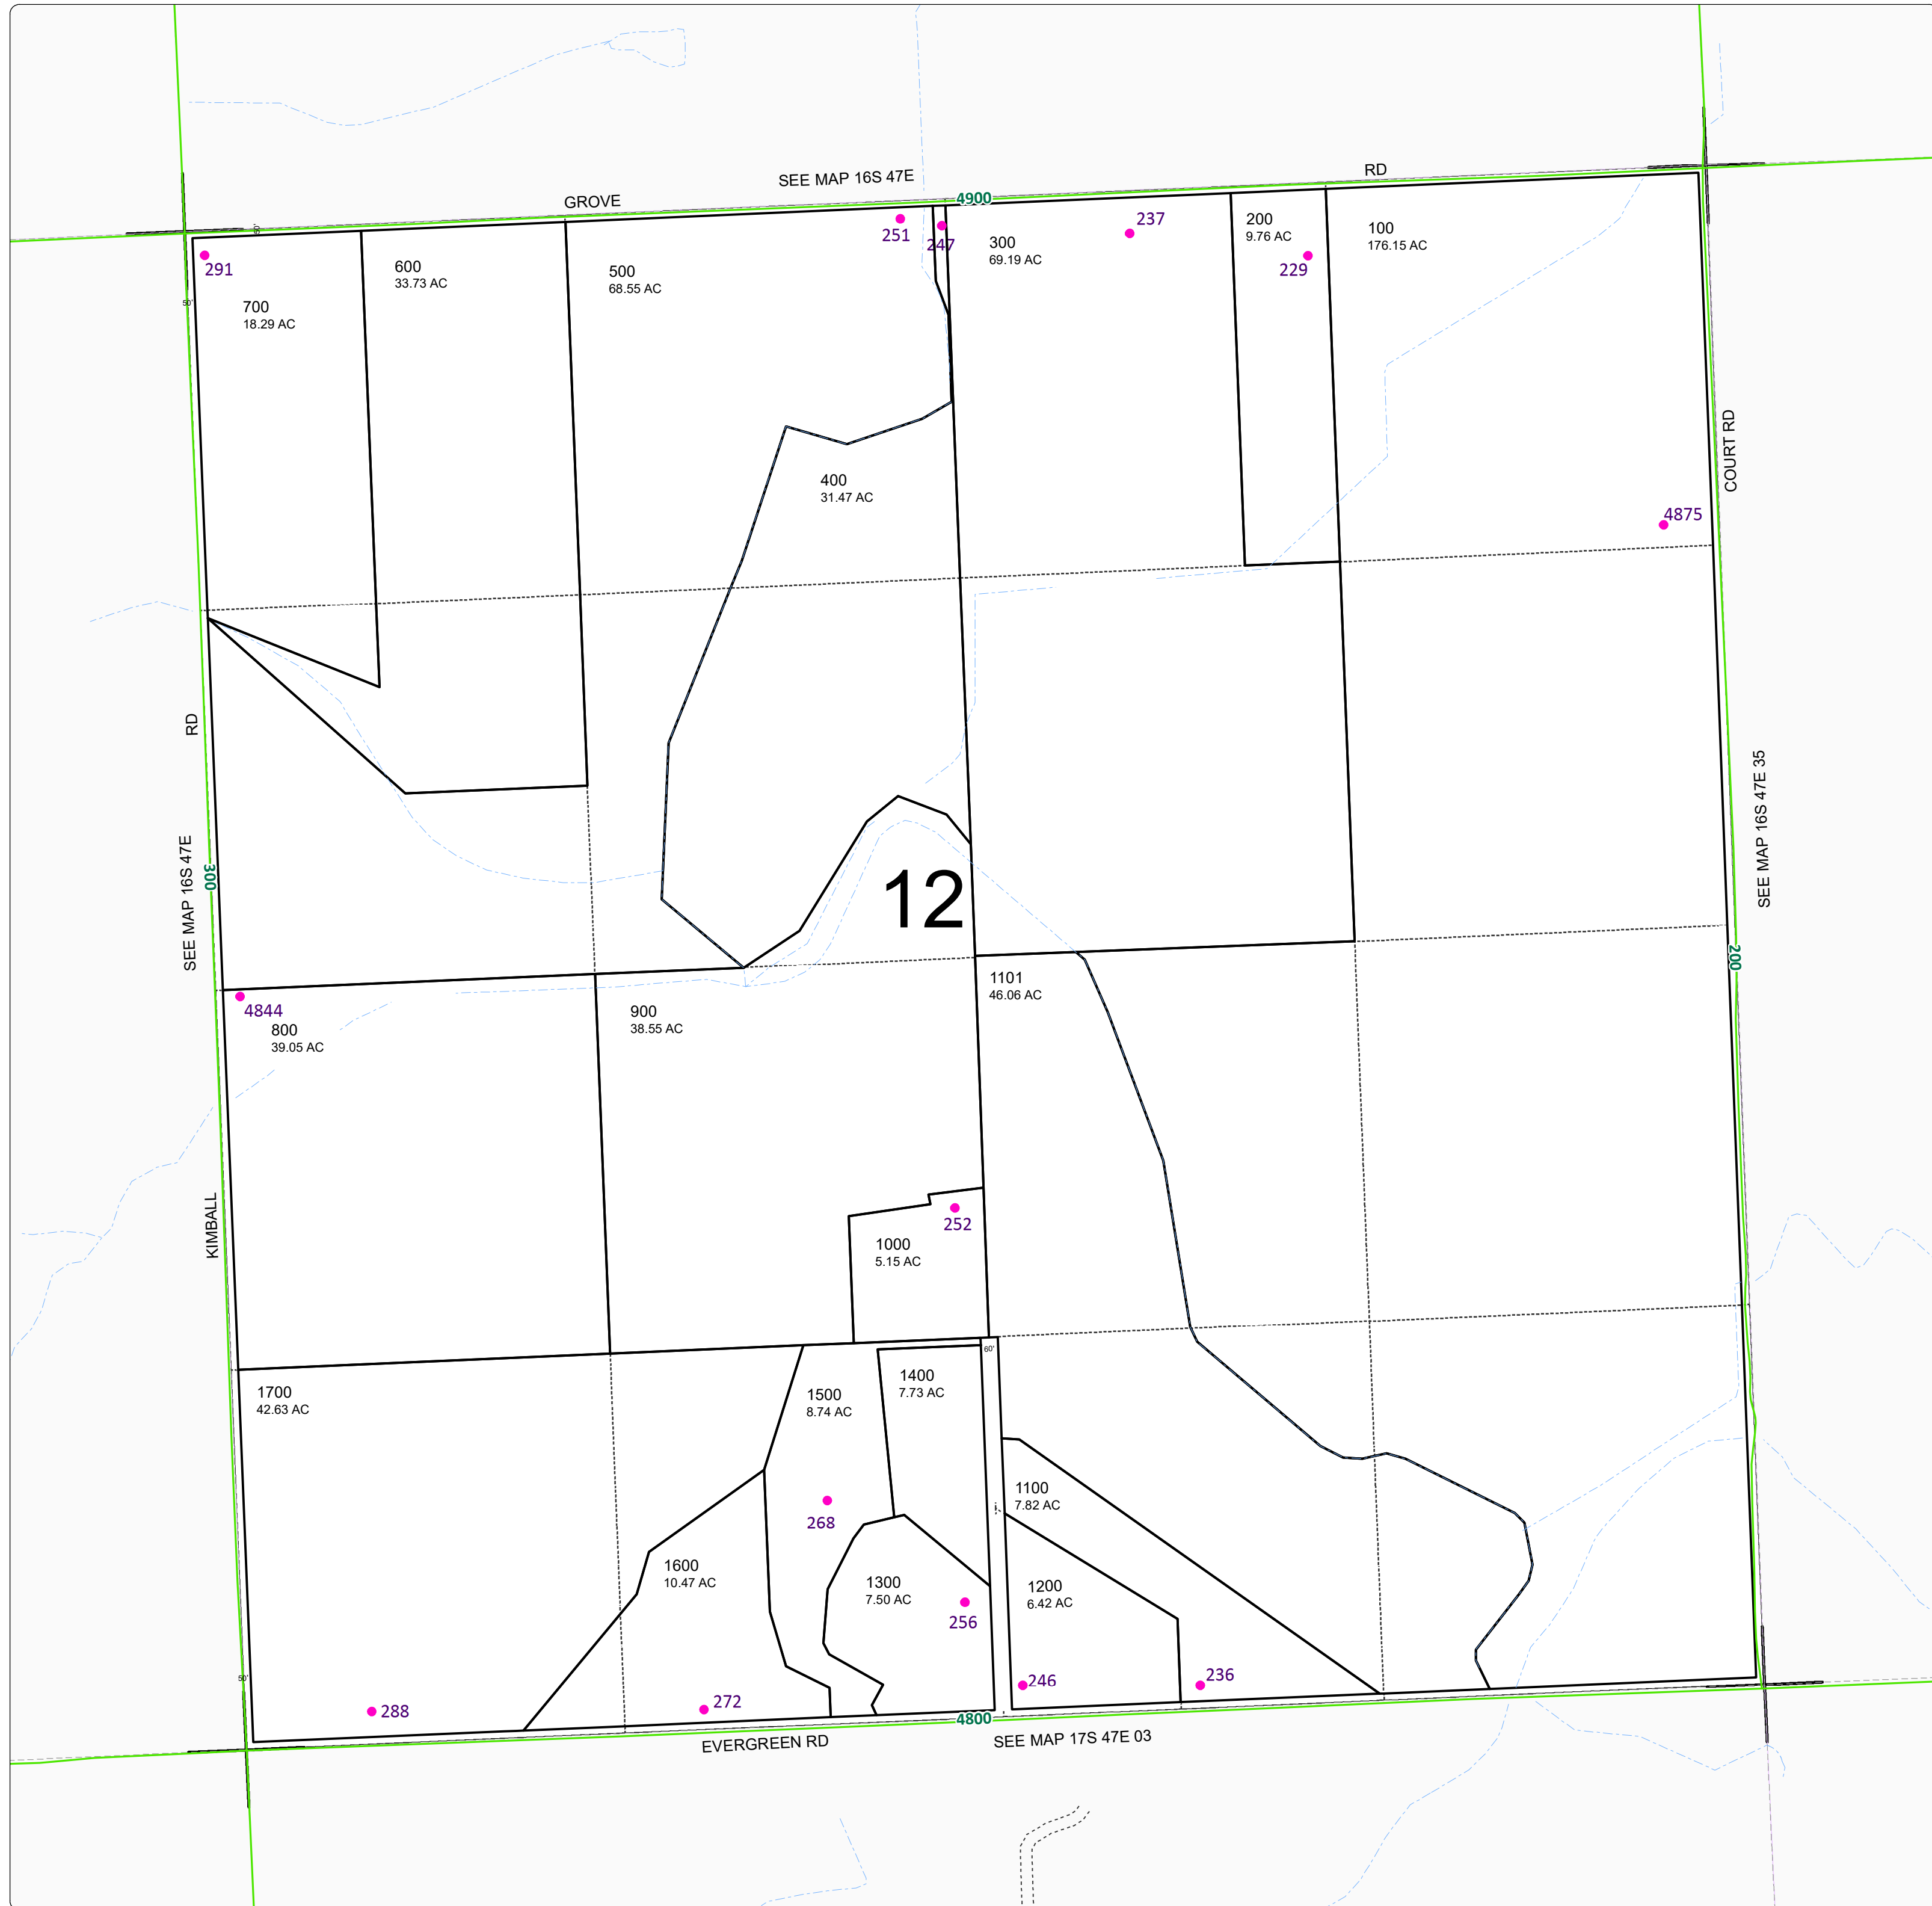 SEE MAP 16S 47E
RD
GROVE
4900
50'
251
247
237
229
291
50'
700
18.29 AC
600
33.73 AC
500
68.55 AC
300
69.19 AC
200
9.76 AC
100
176.15 AC
400
31.47 AC
COURT RD
4875
RD
SEE MAP 16S 47E
300
12
SEE MAP 16S 47E 35
200
4844
800
39.05 AC
900
38.55 AC
1101
46.06 AC
KIMBALL
252
1000
5.15 AC
60'
1700
42.63 AC
1500
8.74 AC
1400
7.73 AC
268
1100
7.82 AC
1600
10.47 AC
1300
7.50 AC
256
1200
6.42 AC
50'
288
272
246
236
4800
EVERGREEN RD
SEE MAP 17S 47E 03